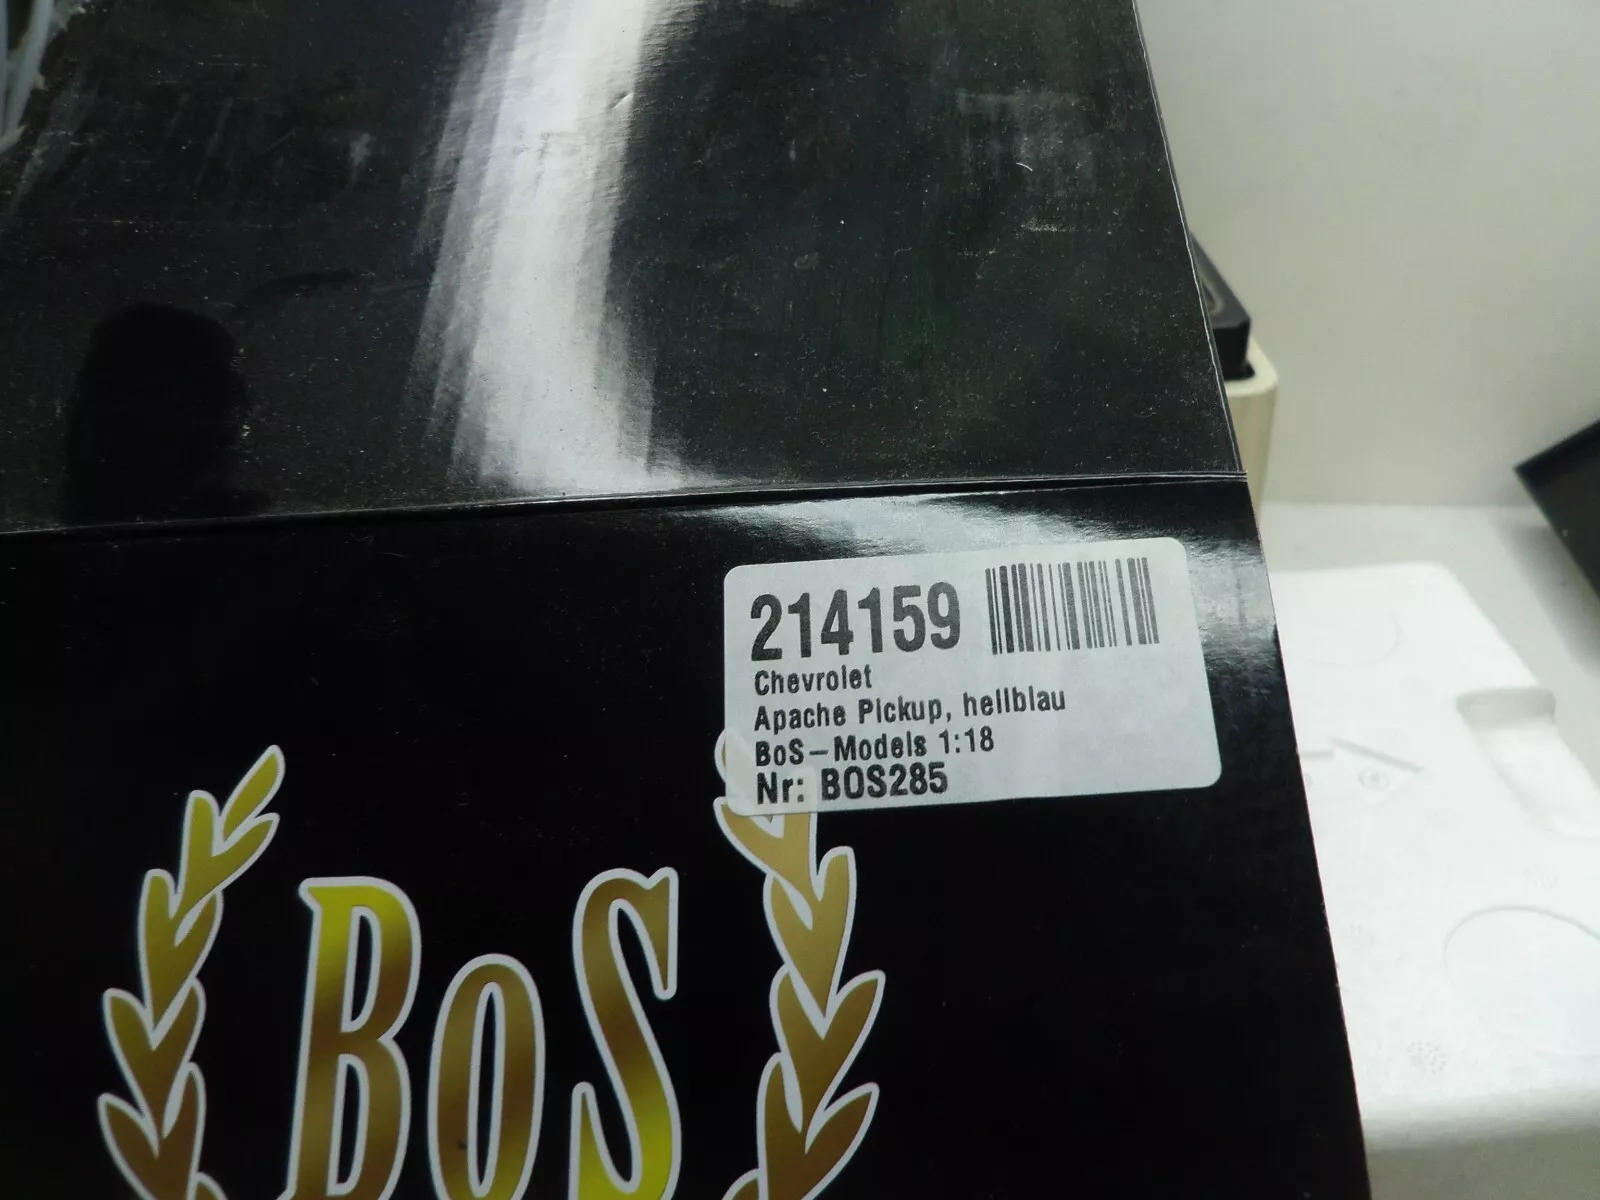 214159
Chevrolet
Apache Pickup, hellblau
BoS-Models 1:18
Nr: BOS285
BoS